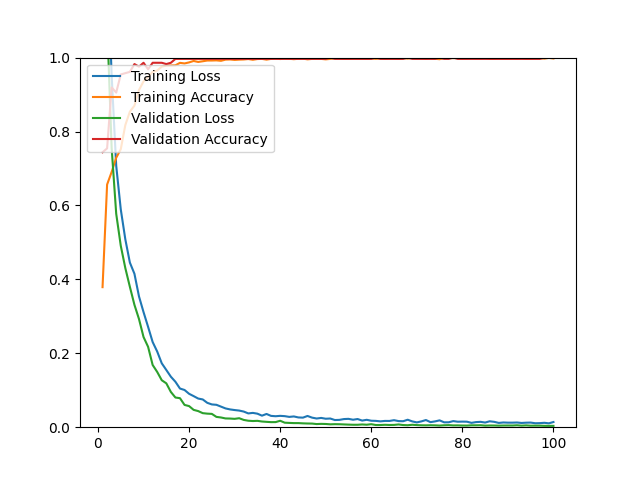 1.0
0.8
0.6
0.4
0.2
0.0
Training Loss
Training Accuracy
Validation Loss
Validation Accuracy
0 20 40 60 80 100